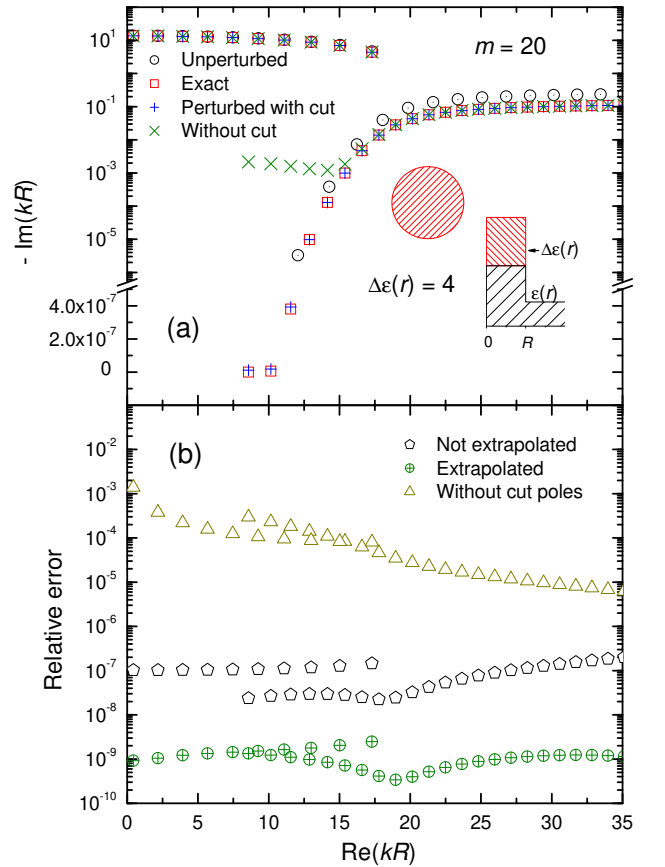 10^1
10^-1
10^-3
10^-5
4.0x10^-7
2.0x10^-7
0
- Im(kR)
m = 20
Unperturbed
Exact
Perturbed with cut
Without cut
Δε(r) = 4
Δε(r)
ε(r)
0 R
(a)
(b)
Not extrapolated
Extrapolated
Without cut poles
10^-2
10^-3
10^-4
10^-5
10^-6
10^-7
10^-8
10^-9
10^-10
Relative error
0 5 10 15 20 25 30 35
Re(kR)